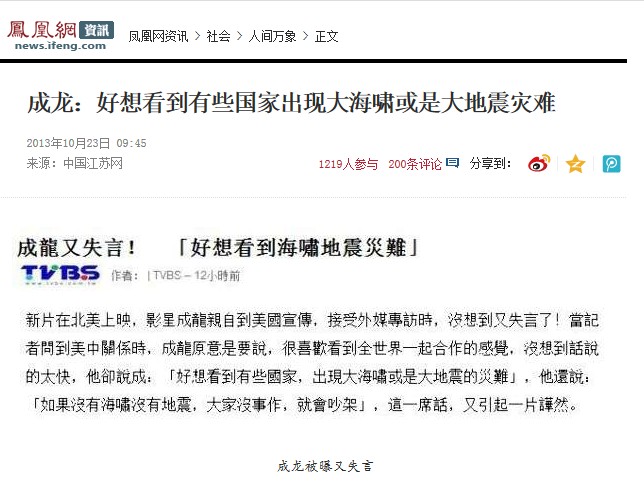 鳳凰網 資訊
news.ifeng.com
凤凰网资讯 > 社会 > 人间万象 > 正文
成龙：好想看到有些国家出现大海啸或是大地震灾难
2013年10月23日 09:45
来源：中国江苏网
1219人参与 200条评论 分享到：
成龍又失言！ 「好想看到海嘯地震災難」
TVBS 作者： | TVBS – 12小時前
www.tvbs.com.tw
新片在北美上映，影星成龍親自到美國宣傳，接受外媒專訪時，沒想到又失言了！當記
者問到美中關係時，成龍原意是要說，很喜歡看到全世界一起合作的感覺，沒想到話說
的太快，他卻說成：「好想看到有些國家，出現大海嘯或是大地震的災難」，他還說：
「如果沒有海嘯沒有地震，大家沒事作，就會吵架」，這一席話，又引起一片譁然。
成龙被曝又失言